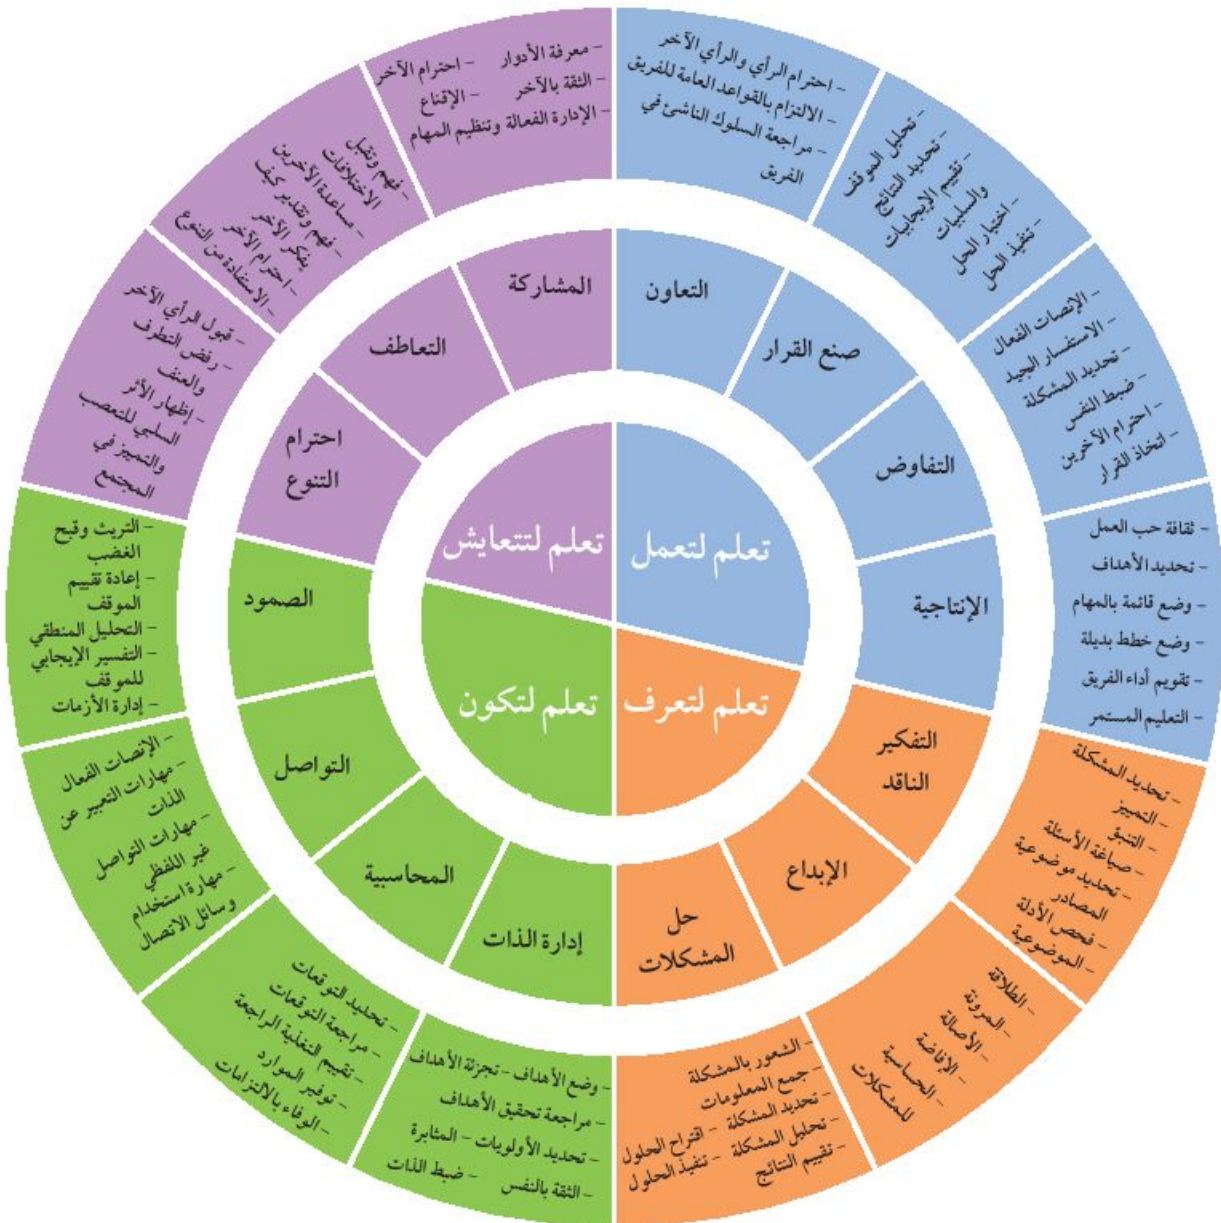 تعلم لتعمل
تعلم لتعرف
تعلم لتكون
تعلم لتتعايش
التعاون
– احترام الرأي والرأي الآخر
– الالتزام بالقواعد العامة للفريق
– مراجعة السلوك الناشئ في
الفريق
صنع القرار
– تحليل الموقف
– تحديد النتائج
– تقييم الإيجابيات
والسلبيات
– اختيار الحل
– تنفيذ الحل
التفاوض
– الإنصات الفعال
– الاستفسار الجيد
– تحديد المشكلة
– ضبط النفس
– احترام الآخرين
– اتخاذ القرار
الإنتاجية
– ثقافة حب العمل
– تحديد الأهداف
– وضع قائمة بالمهام
– وضع خطط بديلة
– تقويم أداء الفريق
– التعليم المستمر
التفكير
الناقد
– تحديد المشكلة
– التمييز
– التنبؤ
– صياغة الأسئلة
– تحديد موضوعية
المصادر
– فحص الأدلة
– الموضوعية
الإبداع
– الطلاقة
– المرونة
– الأصالة
– الإفاضة
– الحساسية
للمشكلات
حل
المشكلات
– الشعور بالمشكلة
– جمع المعلومات
– تحديد المشكلة – اقتراح الحلول
– تحليل المشكلة – تنفيذ الحلول
– تقييم النتائج
إدارة الذات
– وضع الأهداف – تجزئة الأهداف
– مراجعة تحقيق الأهداف
– تحديد الأولويات – المثابرة
– الثقة بالنفس – ضبط الذات
المحاسبية
– تحديد التوقعات
– مراجعة التوقعات
– تقييم التغذية الراجعة
– توفير الموارد
– الوفاء بالالتزامات
التواصل
– الإنصات الفعال
– مهارات التعبير عن
الذات
– مهارات التواصل
غير اللفظي
– مهارة استخدام
وسائل الاتصال
الصمود
– التريث وقبح
الغضب
– إعادة تقييم
الموقف
– التحليل المنطقي
– التفسير الإيجابي
للموقف
– إدارة الأزمات
احترام
التنوع
– قبول الرأي الآخر
– رفض التطرف
والعنف
– إظهار الأثر
السلبي للتعصب
والتمييز في
المجتمع
التعاطف
– فهم وتقبل
الاختلافات
– مساعدة الآخرين
– فهم وتقدير كيف
يفكر الآخر
– احترام الآخر
– الاستفادة من التنوع
المشاركة
– معرفة الأدوار – احترام الآخر
– الثقة بالآخر – الإقناع
– الإدارة الفعالة وتنظيم المهام